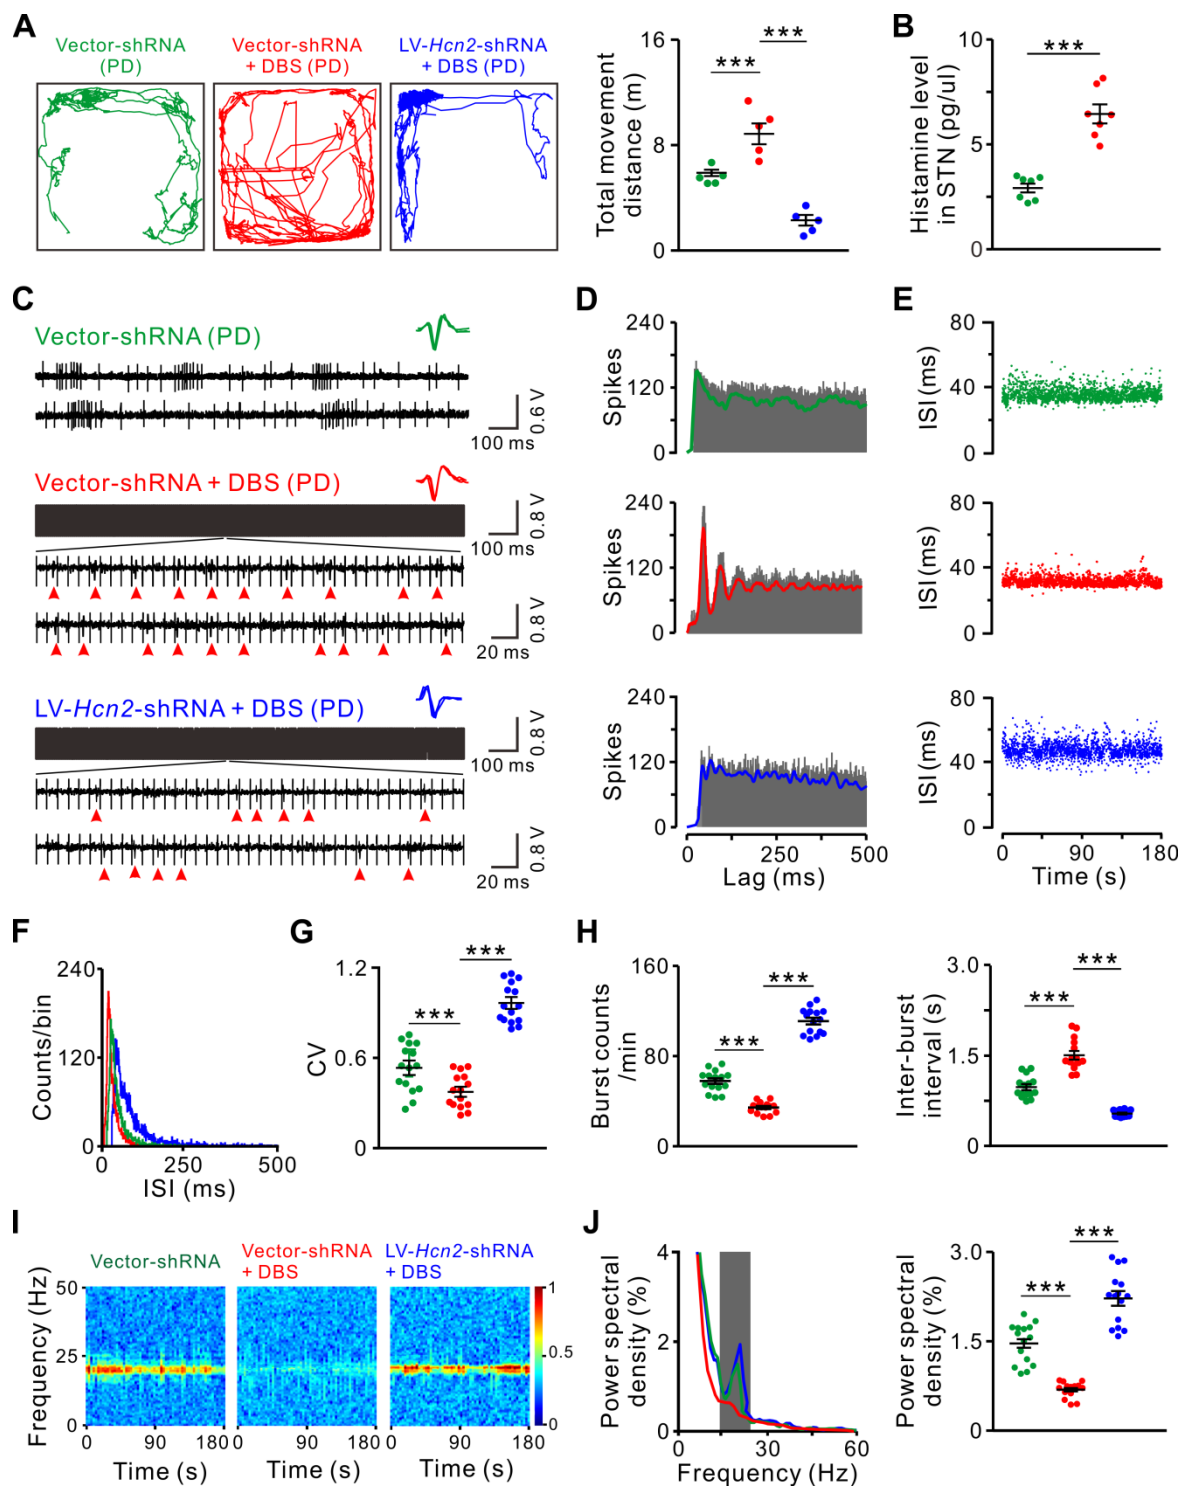 A
Vector-shRNA
(PD)
Vector-shRNA
+ DBS (PD)
LV-Hcn2-shRNA
+ DBS (PD)
Total movement
distance (m)
16
8
0
***
***
B
Histamine level
in STN (pg/ul)
10
5
0
***
C
Vector-shRNA (PD)
0.6 V
100 ms
Vector-shRNA + DBS (PD)
0.8 V
100 ms
0.8 V
20 ms
LV-Hcn2-shRNA + DBS (PD)
0.8 V
100 ms
0.8 V
20 ms
D
Spikes
240
120
0
Spikes
240
120
0
Spikes
240
120
0
0
250
500
Lag (ms)
E
ISI (ms)
80
40
0
ISI (ms)
80
40
0
ISI (ms)
80
40
0
0
90
180
Time (s)
F
Counts/bin
240
120
0
0
250
500
ISI (ms)
G
CV
1.2
0.6
0
***
***
H
Burst counts
/min
160
80
0
***
***
Inter-burst
interval (s)
3.0
1.5
0
***
***
I
Vector-shRNA
Vector-shRNA
+ DBS
LV-Hcn2-shRNA
+ DBS
Frequency (Hz)
50
25
0
0
90
180
0
90
180
0
90
180
Time (s)
Time (s)
Time (s)
1
0.5
0
J
Power spectral
density (%)
4
2
0
0
30
60
Frequency (Hz)
Power spectral
density (%)
3.0
1.5
0
***
***